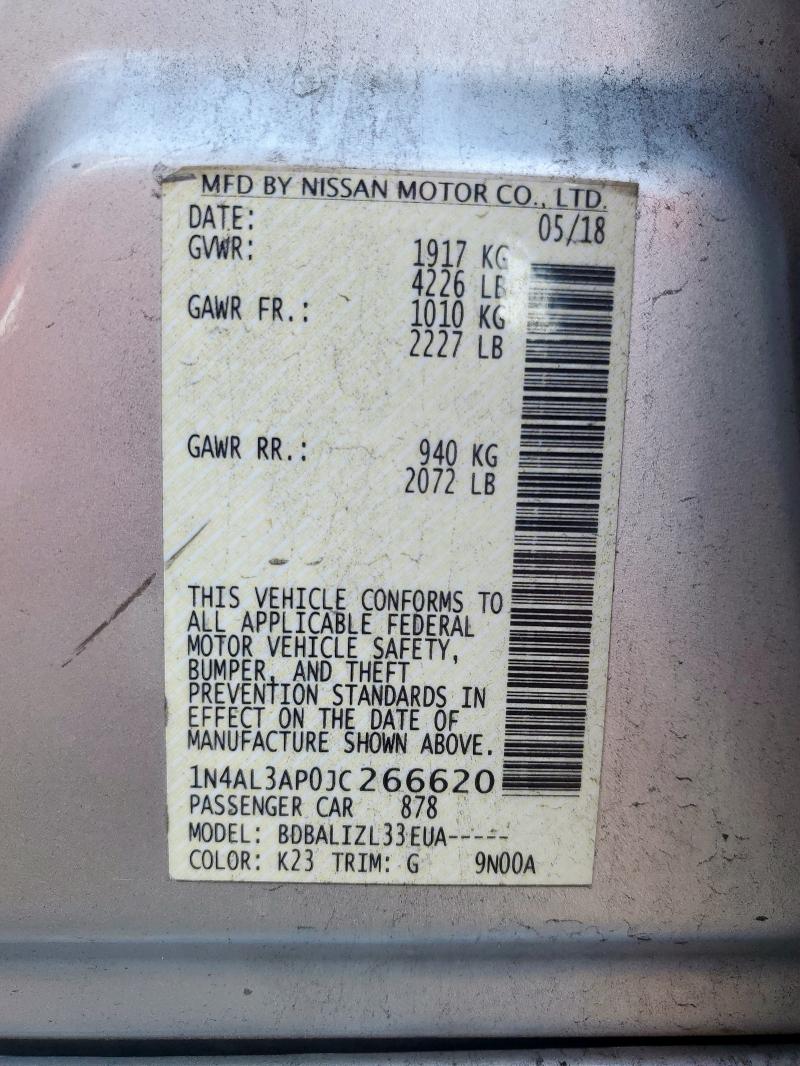 MFD BY NISSAN MOTOR CO., LTD.
DATE: 05/18
GVWR: 1917 KG
4226 LB
GAWR FR.: 1010 KG
2227 LB
GAWR RR.: 940 KG
2072 LB
THIS VEHICLE CONFORMS TO
ALL APPLICABLE FEDERAL
MOTOR VEHICLE SAFETY,
BUMPER, AND THEFT
PREVENTION STANDARDS IN
EFFECT ON THE DATE OF
MANUFACTURE SHOWN ABOVE.
1N4AL3AP0JC266620
PASSENGER CAR 878
MODEL: BDBALIZL33EUA-----
COLOR: K23 TRIM: G 9N00A